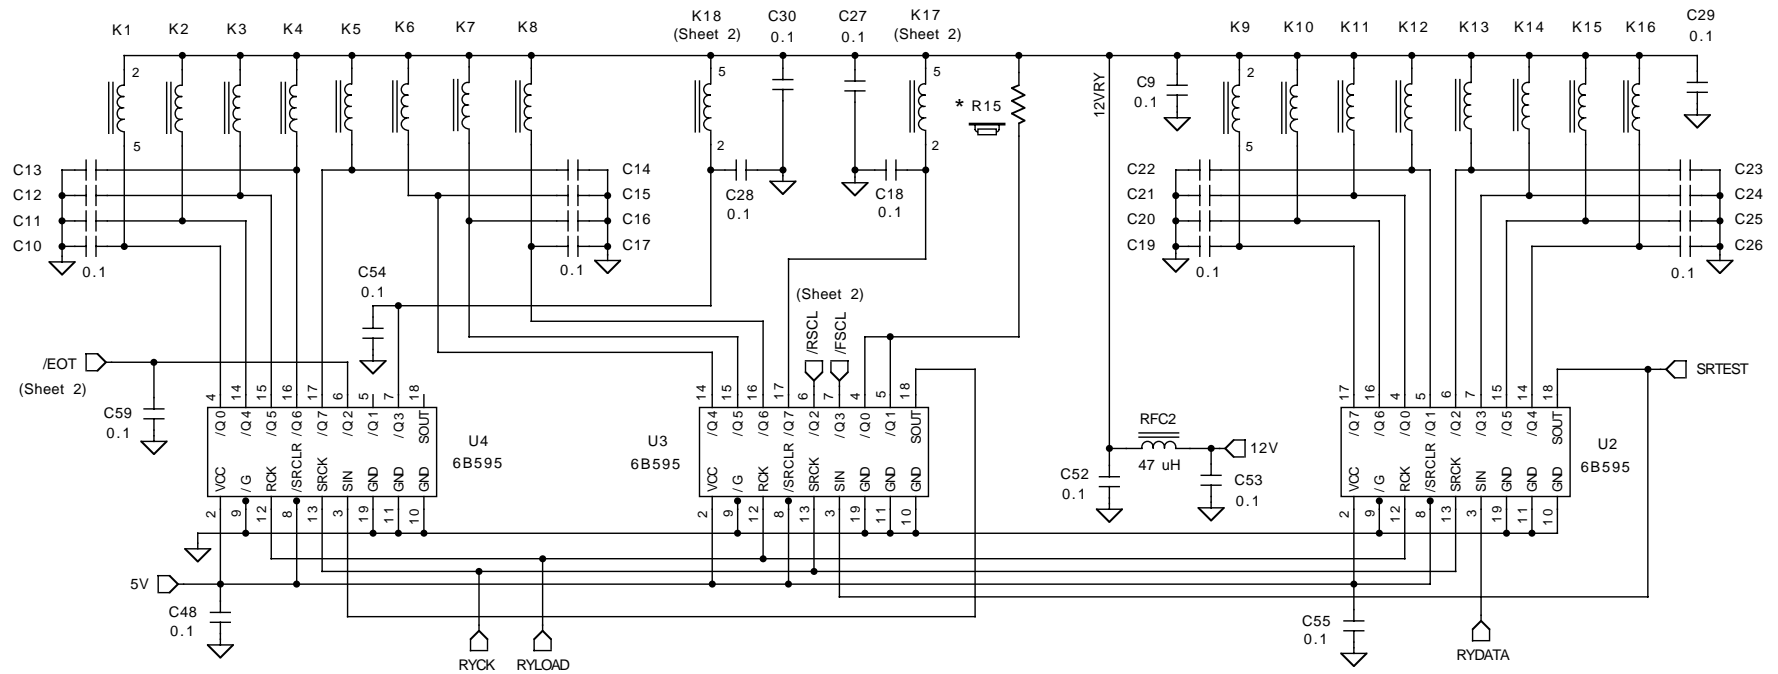 K1 K2 K3 K4 K5 K6 K7 K8 K18 C30 C27 K17 K9 K10 K11 K12 K13 K14 K15 K16 C29
(Sheet 2) 0.1 0.1 (Sheet 2) 0.1
2 5 5 2
12VRY
C9
0.1
* R15
5 2 2 5
C13 C14 C22 C23
C12 C15 C28 C18 C21 C24
0.1 0.1
C11 C16 C20 C25
C10 C17 C19 C26
0.1 0.1 0.1 0.1
C54
0.1
(Sheet 2)
/RSCL /FSCL
/EOT
(Sheet 2)
SRTEST
C59
0.1
4 14 15 16 17 6 5 7 18
/Q0 /Q4 /Q5 /Q6 /Q7 /Q2 /Q1 /Q3 SOUT
U4
6B595
VCC /G RCK /SRCLR SRCK SIN GND GND GND
2 9 12 8 13 3 19 11 10
14 15 16 17 6 7 4 5 18
/Q4 /Q5 /Q6 /Q7 /Q2 /Q3 /Q0 /Q1 SOUT
U3
6B595
VCC /G RCK /SRCLR SRCK SIN GND GND GND
2 9 12 8 13 3 19 11 10
RFC2
47 uH
12V
C52
0.1
C53
0.1
17 16 4 5 6 7 15 14 18
/Q7 /Q6 /Q0 /Q1 /Q2 /Q3 /Q5 /Q4 SOUT
U2
6B595
VCC /G RCK /SRCLR SRCK SIN GND GND GND
2 9 12 8 13 3 19 11 10
5V
C48
0.1
C55
0.1
RYCK RYLOAD RYDATA